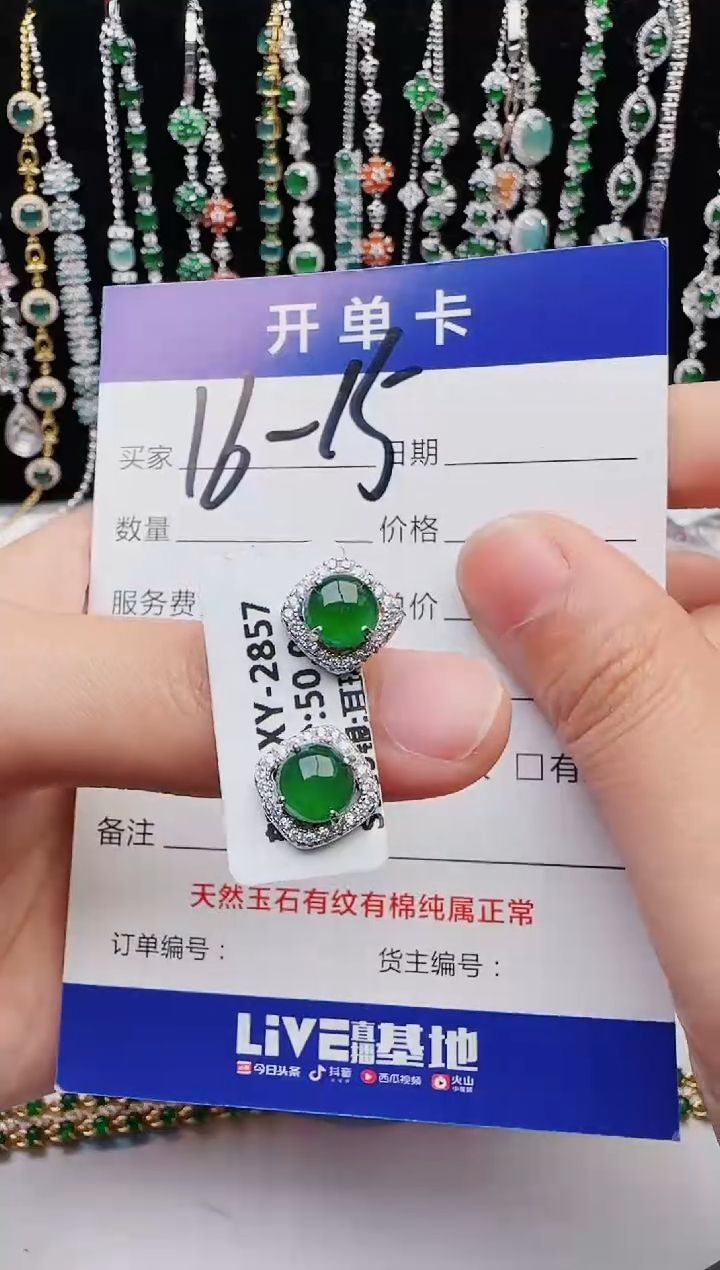 开单卡
16-15
买家 日期
数量 价格
服务费
XY-2857
:50
备注
天然玉石有纹有棉纯属正常
订单编号： 货主编号：
LiVE直播基地
今日头条 抖音 西瓜视频 火山